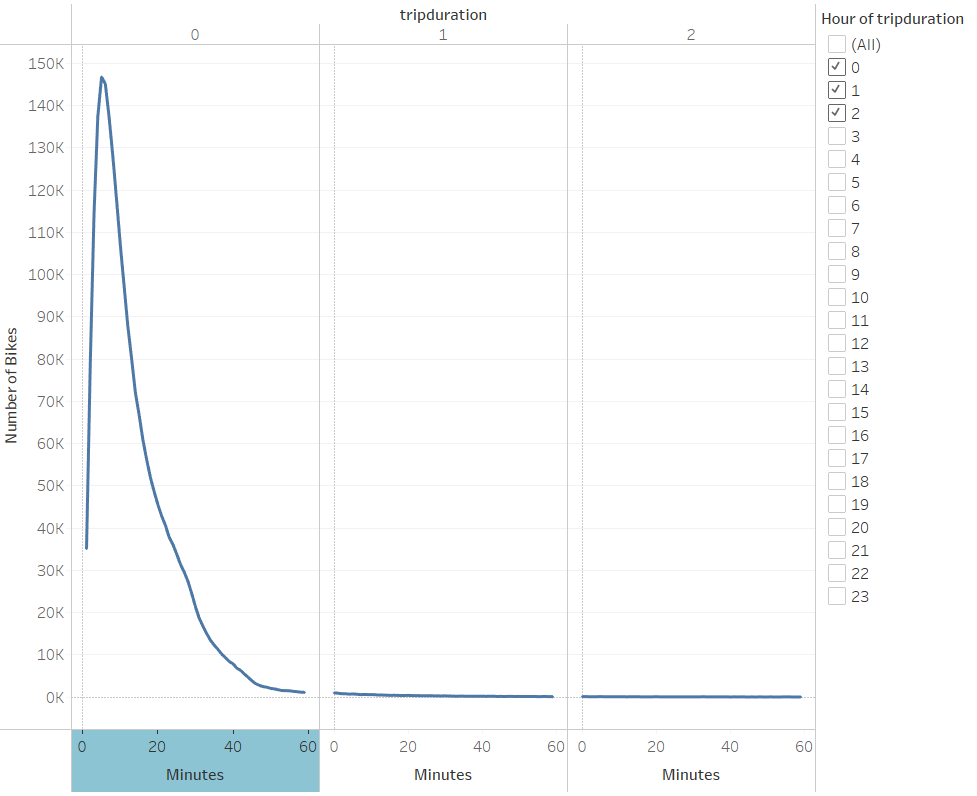 tripduration
0 1 2
150K
140K
130K
120K
110K
100K
90K
80K
70K
60K
50K
40K
30K
20K
10K
0K
Number of Bikes
0 20 40 60 0 20 40 60 0 20 40 60
Minutes Minutes Minutes
Hour of tripduration
(All)
0
1
2
3
4
5
6
7
8
9
10
11
12
13
14
15
16
17
18
19
20
21
22
23